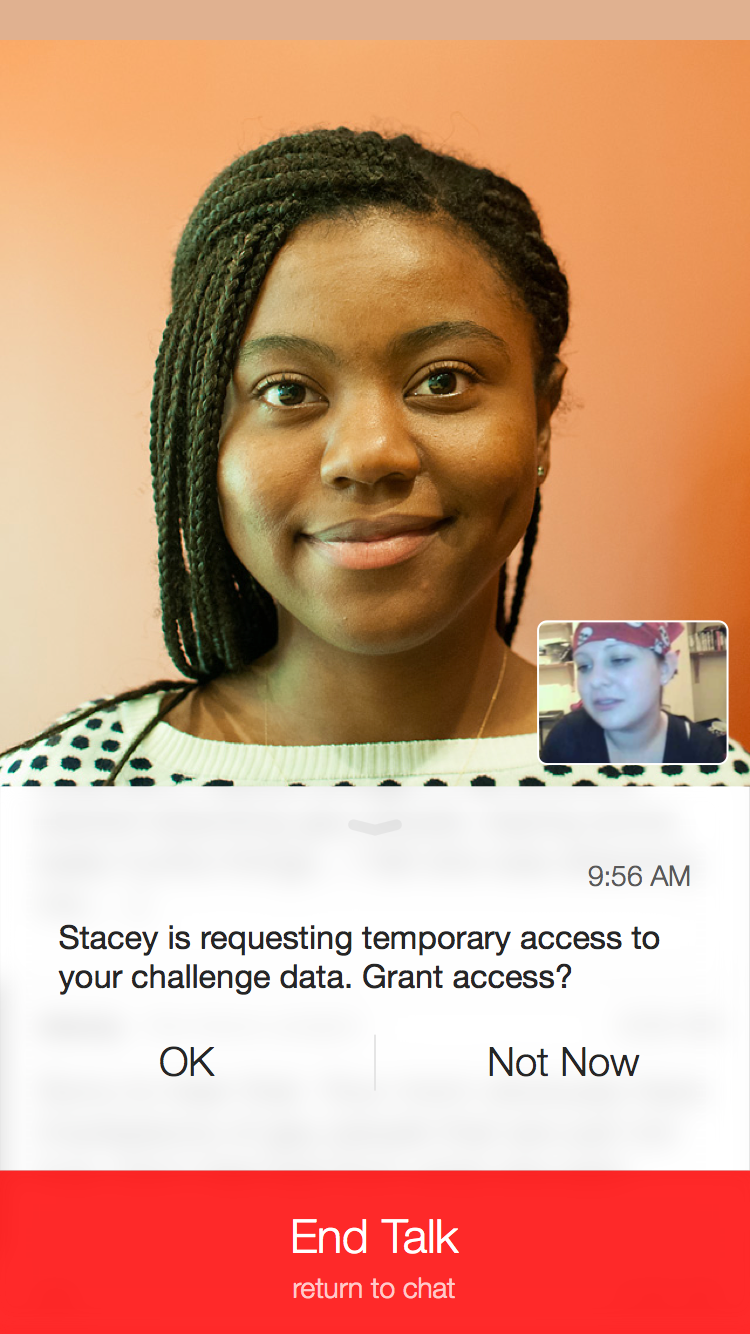 9:56 AM
Stacey is requesting temporary access to
your challenge data. Grant access?
OK
Not Now
End Talk
return to chat